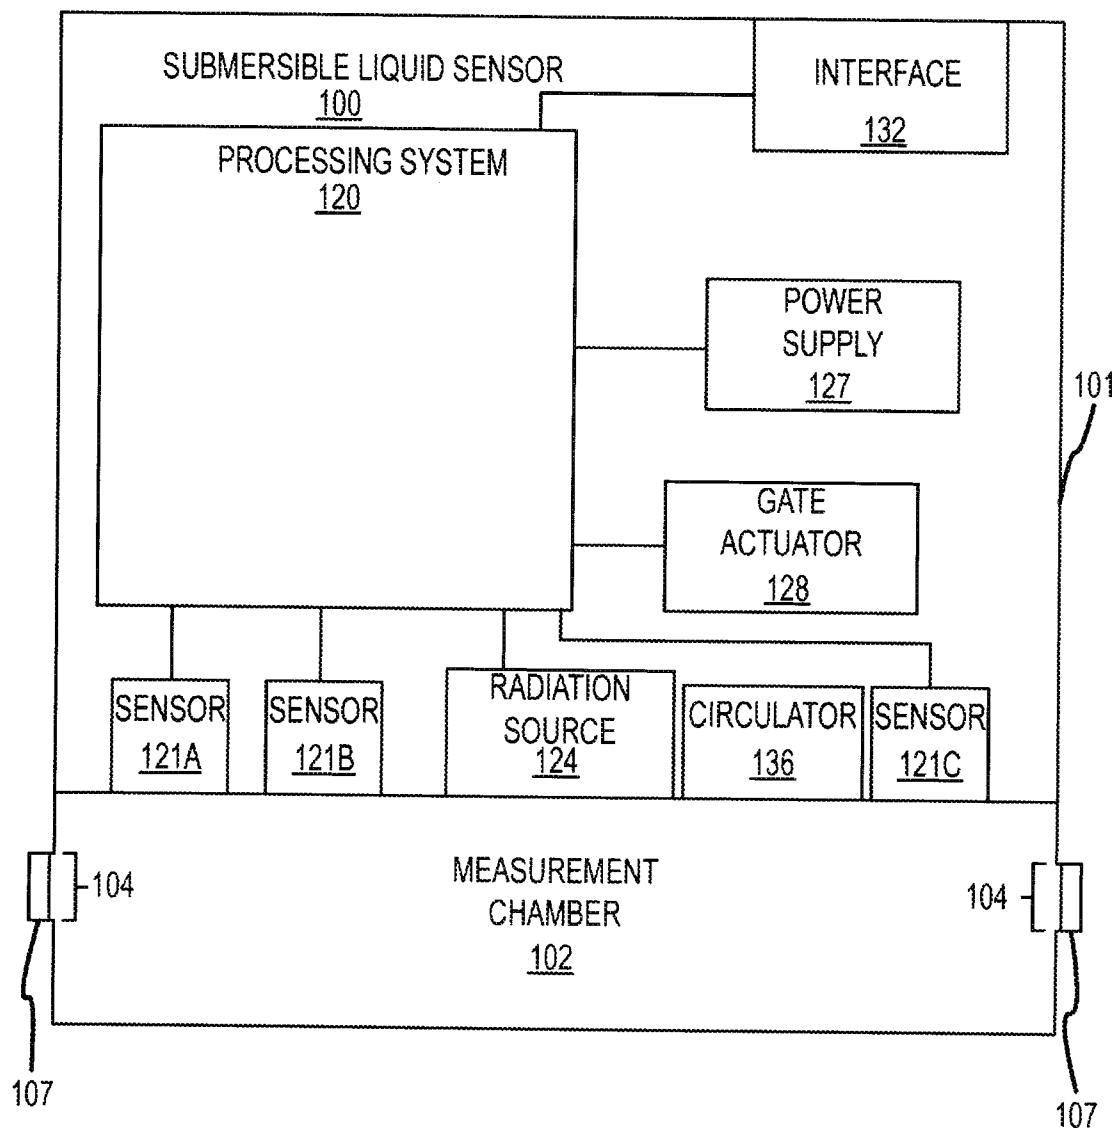 SUBMERSIBLE LIQUID SENSOR
100
INTERFACE
132
PROCESSING SYSTEM
120
POWER
SUPPLY
127
101
GATE
ACTUATOR
128
SENSOR
121A
SENSOR
121B
RADIATION
SOURCE
124
CIRCULATOR
136
SENSOR
121C
104
MEASUREMENT
CHAMBER
102
104
107
107